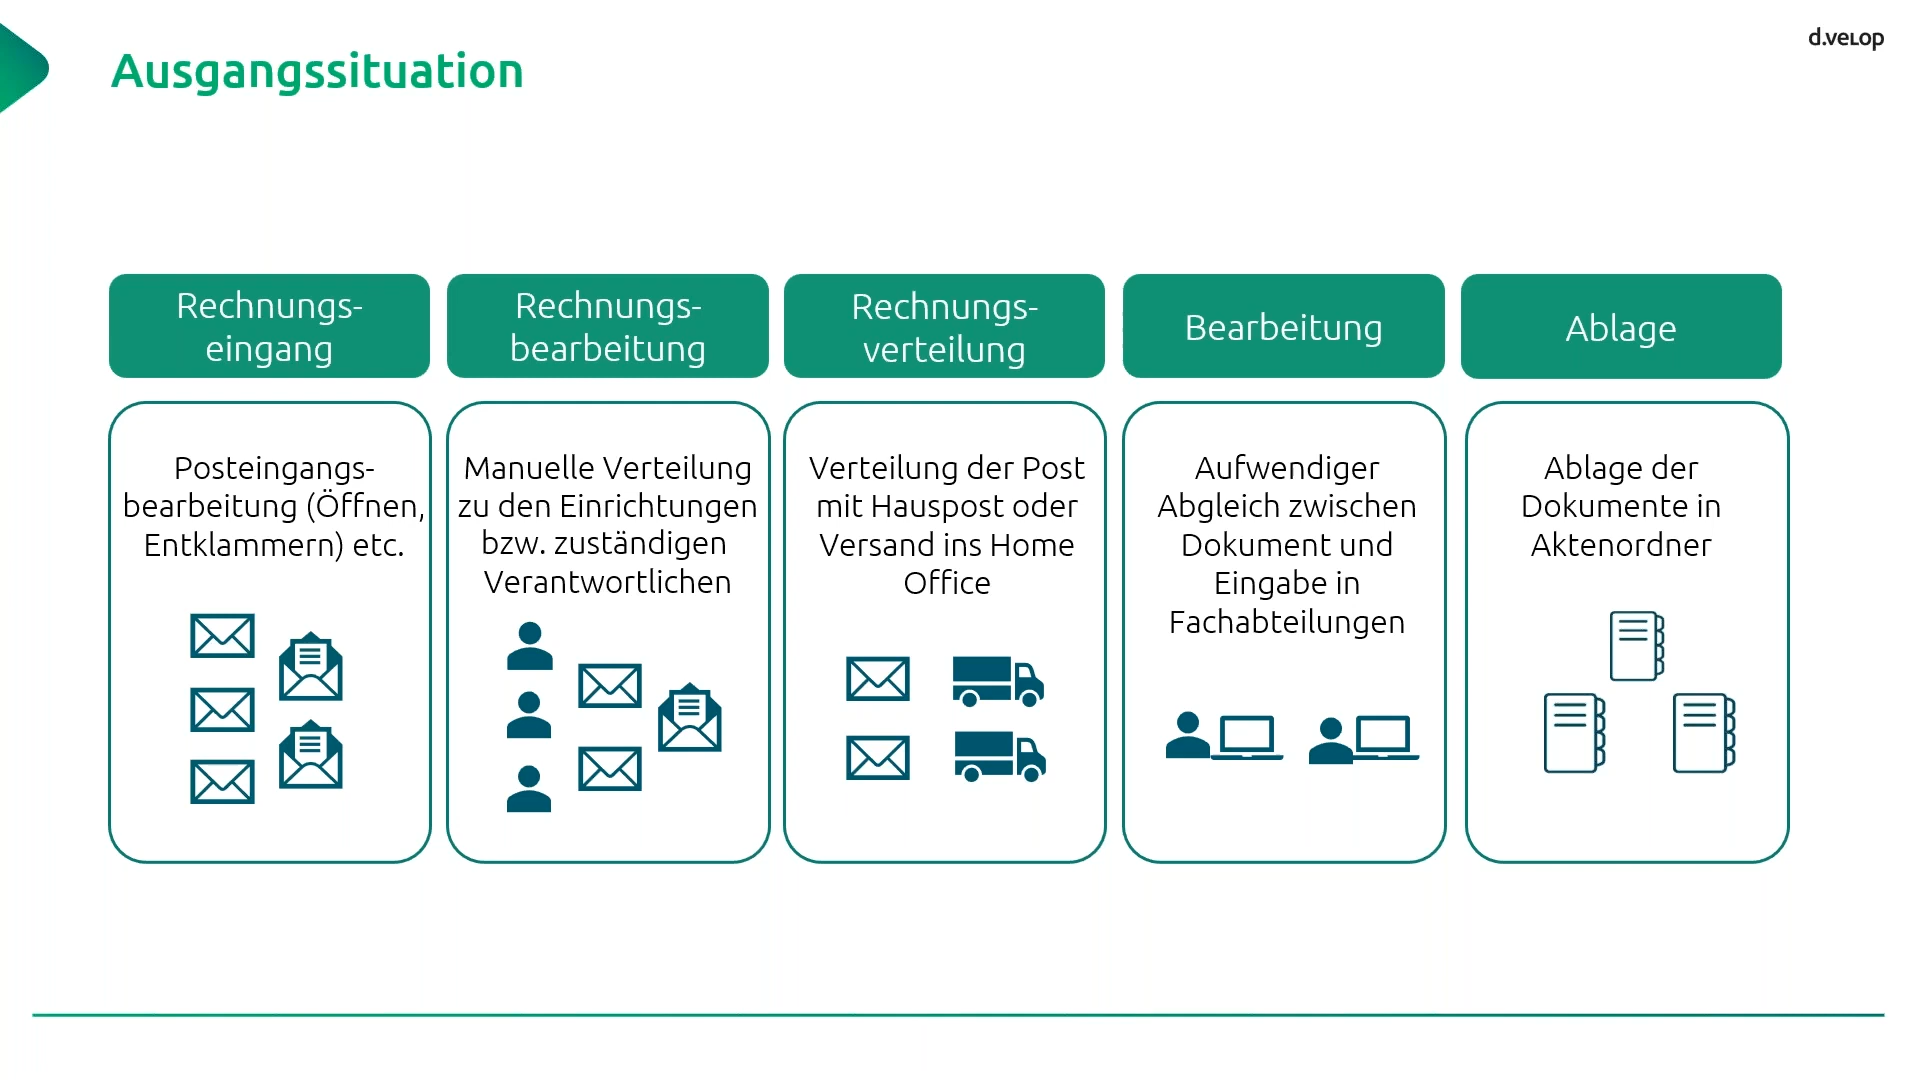 Ausgangssituation
d.velop
Rechnungs-
eingang
Posteingangs-
bearbeitung (Öffnen,
Entklammern) etc.
Rechnungs-
bearbeitung
Manuelle Verteilung
zu den Einrichtungen
bzw. zuständigen
Verantwortlichen
Rechnungs-
verteilung
Verteilung der Post
mit Hauspost oder
Versand ins Home
Office
Bearbeitung
Aufwendiger
Abgleich zwischen
Dokument und
Eingabe in
Fachabteilungen
Ablage
Ablage der
Dokumente in
Aktenordner